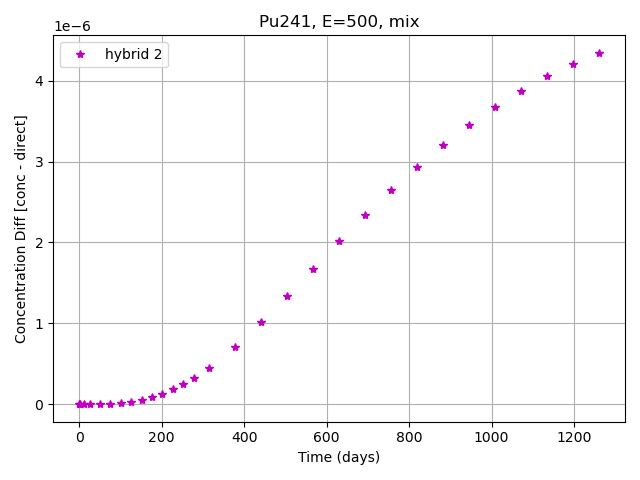 Pu241, E=500, mix
1e−6
hybrid 2
Concentration Diff [conc - direct]
4
3
2
1
0
0 200 400 600 800 1000 1200
Time (days)